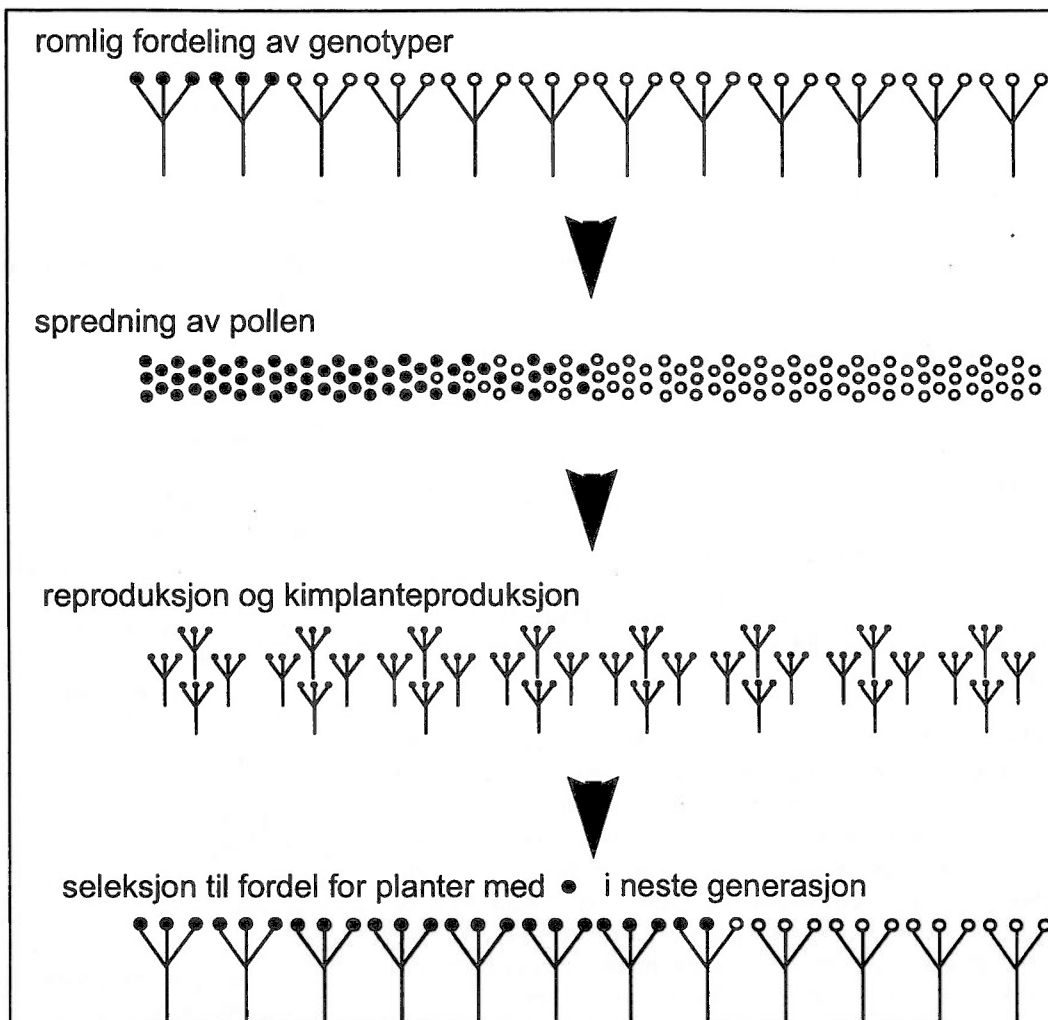 romlig fordeling av genotyper
spredning av pollen
reproduksjon og kimplanteproduksjon
seleksjon til fordel for planter med ● i neste generasjon